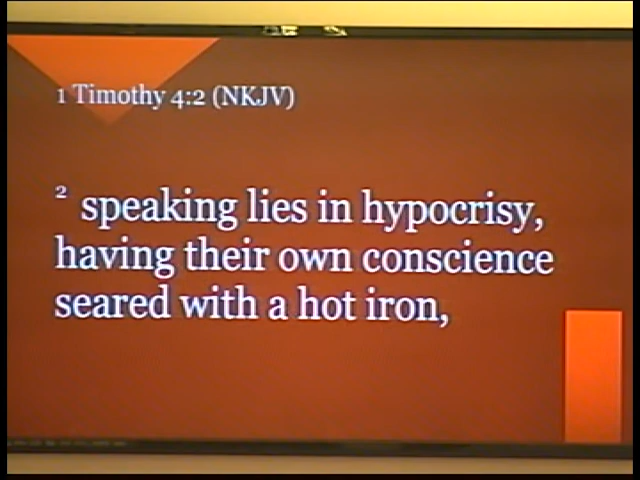 1 Timothy 4:2 (NKJV)
2 speaking lies in hypocrisy,
having their own conscience
seared with a hot iron,